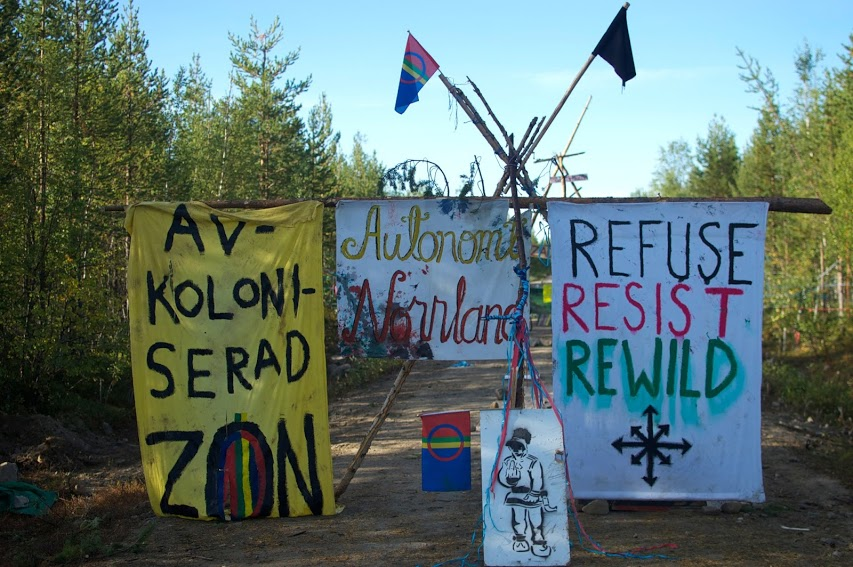 AV-
KOLONI-
SERAD
ZON
Autonomt
Norrland
REFUSE
RESIST
REWILD